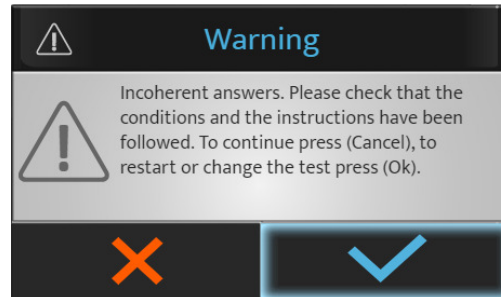 Warning
Incoherent answers. Please check that the
conditions and the instructions have been
followed. To continue press (Cancel), to
restart or change the test press (Ok).